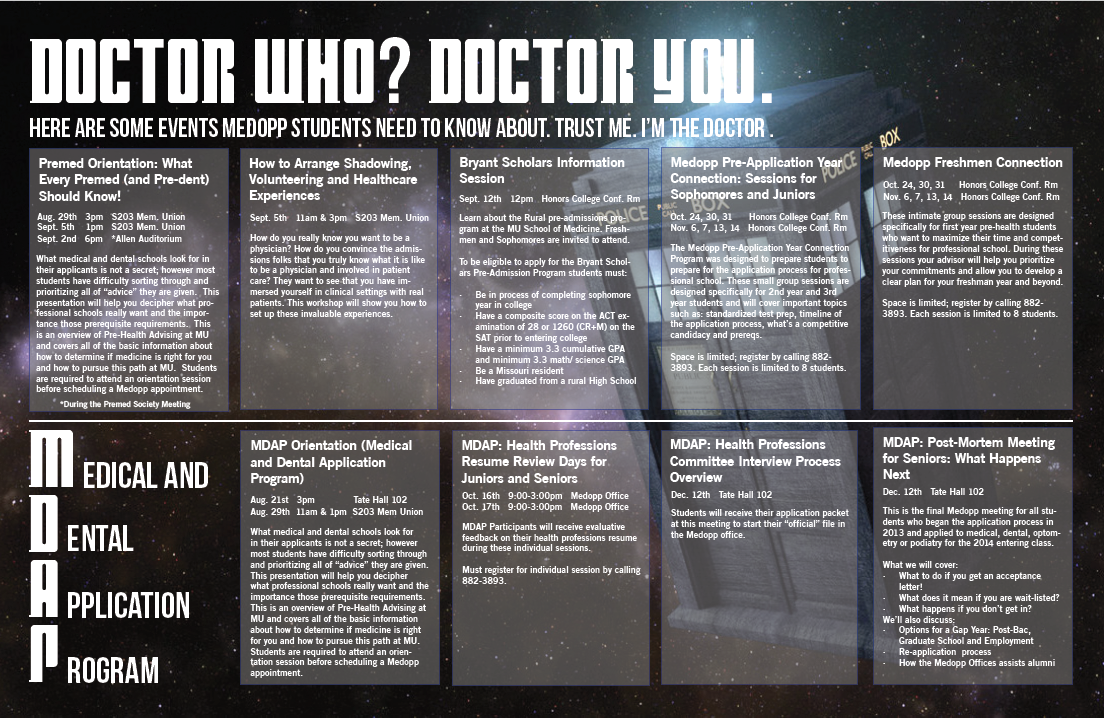 DOCTOR WHO? DOCTOR YOU.
HERE ARE SOME EVENTS MEDOPP STUDENTS NEED TO KNOW ABOUT. TRUST ME. I'M THE DOCTOR .
Premed Orientation: What
Every Premed (and Pre-dent)
Should Know!
Aug. 29th 3pm S203 Mem. Union
Sept. 5th 1pm S203 Mem. Union
Sept. 2nd 6pm *Allen Auditorium
What medical and dental schools look for in
their applicants is not a secret; however most
students have difficulty sorting through and
prioritizing all of "advice" they are given. This
presentation will help you decipher what pro-
fessional schools really want and the impor-
tance those prerequisite requirements. This
is an overview of Pre-Health Advising at MU
and covers all of the basic information about
how to determine if medicine is right for you
and how to pursue this path at MU. Students
are required to attend an orientation session
before scheduling a Medopp appointment.
*During the Premed Society Meeting
How to Arrange Shadowing,
Volunteering and Healthcare
Experiences
Sept. 5th 11am & 3pm S203 Mem. Union
How do you really know you want to be a
physician? How do you convince the admis-
sions folks that you truly know what it is like
to be a physician and involved in patient
care? They want to see that you have im-
mersed yourself in clinical settings with real
patients. This workshop will show you how to
set up these invaluable experiences.
Bryant Scholars Information
Session
Sept. 12th 12pm Honors College Conf. Rm
Learn about the Rural pre-admissions pro-
gram at the MU School of Medicine. Fresh-
men and Sophomores are invited to attend.
To be eligible to apply for the Bryant Schol-
ars Pre-Admission Program students must:
- Be in process of completing sophomore
year in college
- Have a composite score on the ACT ex-
amination of 28 or 1260 (CR+M) on the
SAT prior to entering college
- Have a minimum 3.3 cumulative GPA
and minimum 3.3 math/ science GPA
- Be a Missouri resident
- Have graduated from a rural High School
Medopp Pre-Application Year
Connection: Sessions for
Sophomores and Juniors
Oct. 24, 30, 31 Honors College Conf. Rm
Nov. 6, 7, 13, 14 Honors College Conf. Rm
The Medopp Pre-Application Year Connection
Program was designed to prepare students to
prepare for the application process for profes-
sional school. These small group sessions are
designed specifically for 2nd year and 3rd
year students and will cover important topics
such as: standardized test prep, timeline of
the application process, what's a competitive
candidacy and prereqs.
Space is limited; register by calling 882-
3893. Each session is limited to 8 students.
Medopp Freshmen Connection
Oct. 24, 30, 31 Honors College Conf. Rm
Nov. 6, 7, 13, 14 Honors College Conf. Rm
These intimate group sessions are designed
specifically for first year pre-health students
who want to maximize their time and compet-
itiveness for professional school. During these
sessions your advisor will help you prioritize
your commitments and allow you to develop a
clear plan for your freshman year and beyond.
Space is limited; register by calling 882-
3893. Each session is limited to 8 students.
POLICE PUBLIC CALL BOX
POLICE BOX
MEDICAL AND
DENTAL
APPLICATION
PROGRAM
MDAP Orientation (Medical
and Dental Application
Program)
Aug. 21st 3pm Tate Hall 102
Aug. 29th 11am & 1pm S203 Mem Union
What medical and dental schools look for
in their applicants is not a secret; however
most students have difficulty sorting through
and prioritizing all of "advice" they are given.
This presentation will help you decipher
what professional schools really want and the
importance those prerequisite requirements.
This is an overview of Pre-Health Advising at
MU and covers all of the basic information
about how to determine if medicine is right
for you and how to pursue this path at MU.
Students are required to attend an orien-
tation session before scheduling a Medopp
appointment.
MDAP: Health Professions
Resume Review Days for
Juniors and Seniors
Oct. 16th 9:00-3:00pm Medopp Office
Oct. 17th 9:00-3:00pm Medopp Office
MDAP Participants will receive evaluative
feedback on their health professions resume
during these individual sessions.
Must register for individual session by calling
882-3893.
MDAP: Health Professions
Committee Interview Process
Overview
Dec. 12th Tate Hall 102
Students will receive their application packet
at this meeting to start their "official" file in
the Medopp office.
MDAP: Post-Mortem Meeting
for Seniors: What Happens
Next
Dec. 12th Tate Hall 102
This is the final Medopp meeting for all stu-
dents who began the application process in
2013 and applied to medical, dental, optom-
etry or podiatry for the 2014 entering class.
What we will cover:
- What to do if you get an acceptance
letter!
- What does it mean if you are wait-listed?
- What happens if you don't get in?
We'll also discuss:
- Options for a Gap Year: Post-Bac,
Graduate School and Employment
- Re-application process
- How the Medopp Offices assists alumni